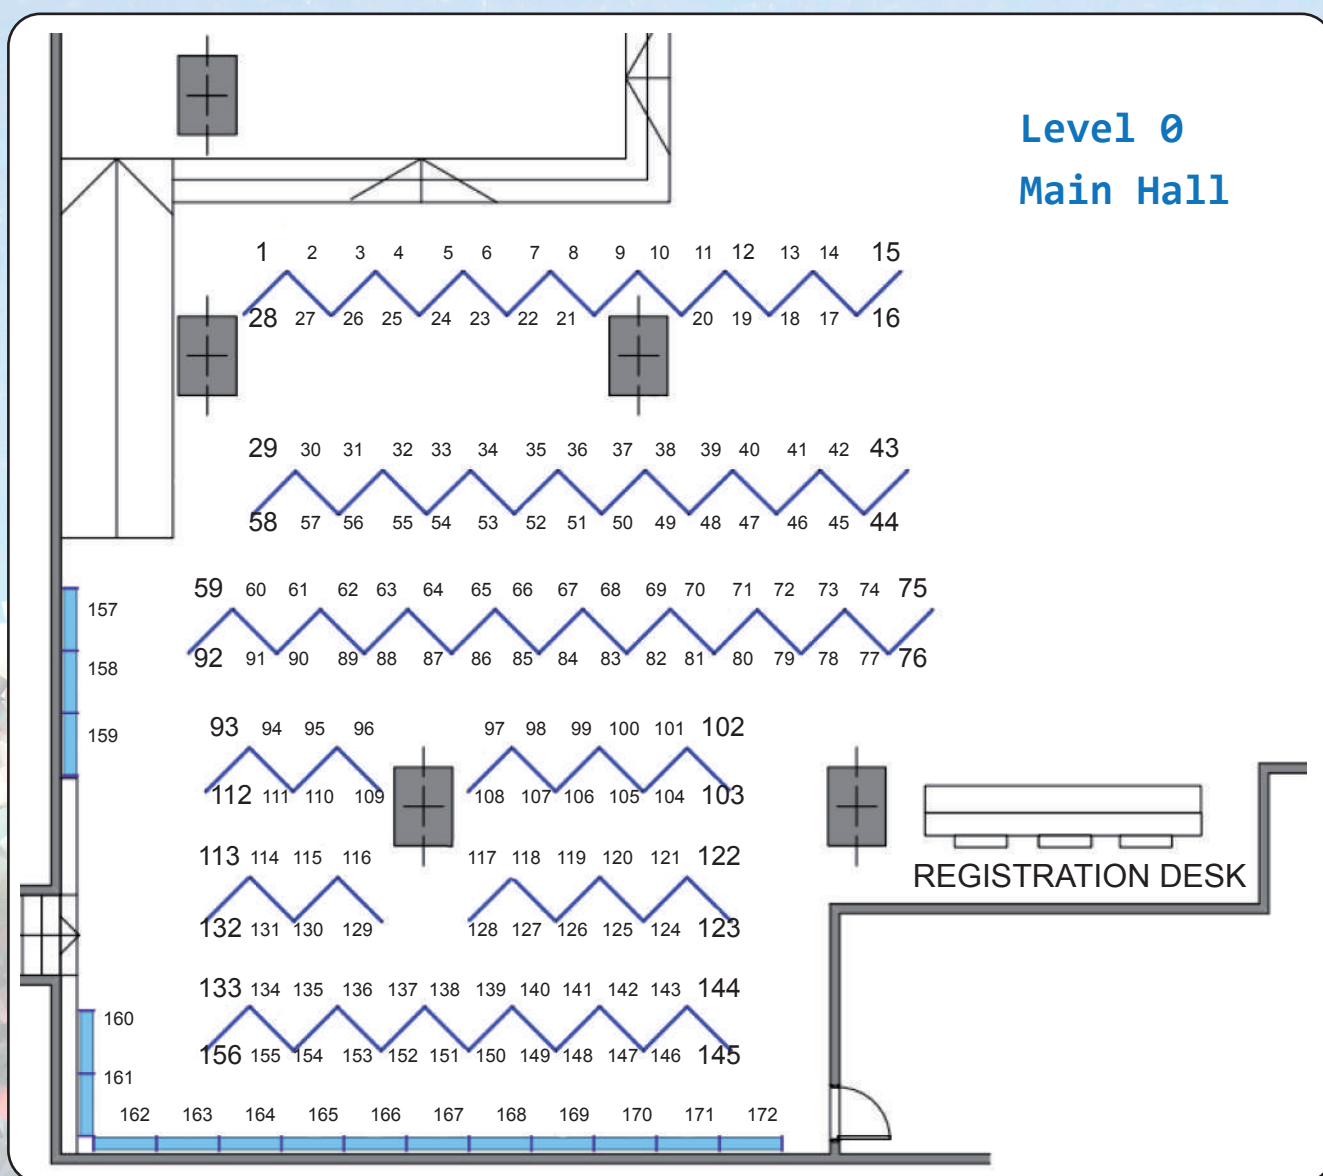 Level 0
Main Hall
1 2 3 4 5 6 7 8 9 10 11 12 13 14 15
28 27 26 25 24 23 22 21 20 19 18 17 16
29 30 31 32 33 34 35 36 37 38 39 40 41 42 43
58 57 56 55 54 53 52 51 50 49 48 47 46 45 44
59 60 61 62 63 64 65 66 67 68 69 70 71 72 73 74 75
157
92 91 90 89 88 87 86 85 84 83 82 81 80 79 78 77 76
158
93 94 95 96 97 98 99 100 101 102
159
112 111 110 109 108 107 106 105 104 103
113 114 115 116 117 118 119 120 121 122
REGISTRATION DESK
132 131 130 129 128 127 126 125 124 123
133 134 135 136 137 138 139 140 141 142 143 144
160
156 155 154 153 152 151 150 149 148 147 146 145
161
162 163 164 165 166 167 168 169 170 171 172